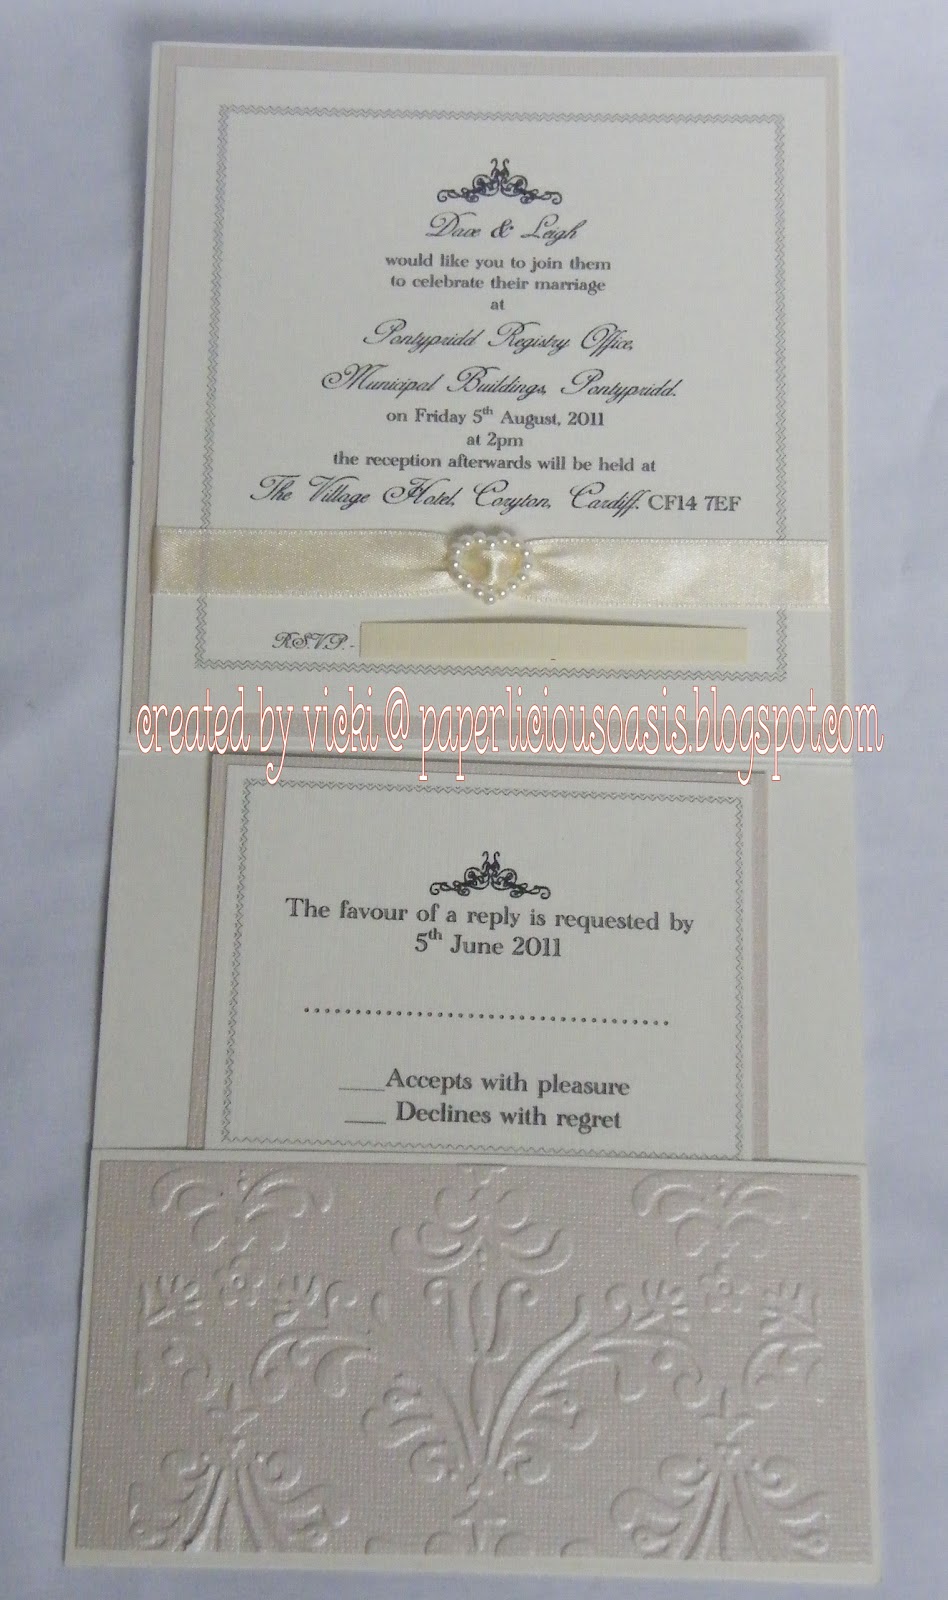 Dave & Leigh
would like you to join them
to celebrate their marriage
at
Pontypridd Registry Office,
Municipal Buildings, Pontypridd.
on Friday 5th August, 2011
at 2pm
the reception afterwards will be held at
The Village Hotel, Coryton, Cardiff. CF14 7EF
R.S.V.P. -
created by vicki @ paperliciousoasis.blogspot.com
The favour of a reply is requested by
5th June 2011
....................................
___Accepts with pleasure
___ Declines with regret